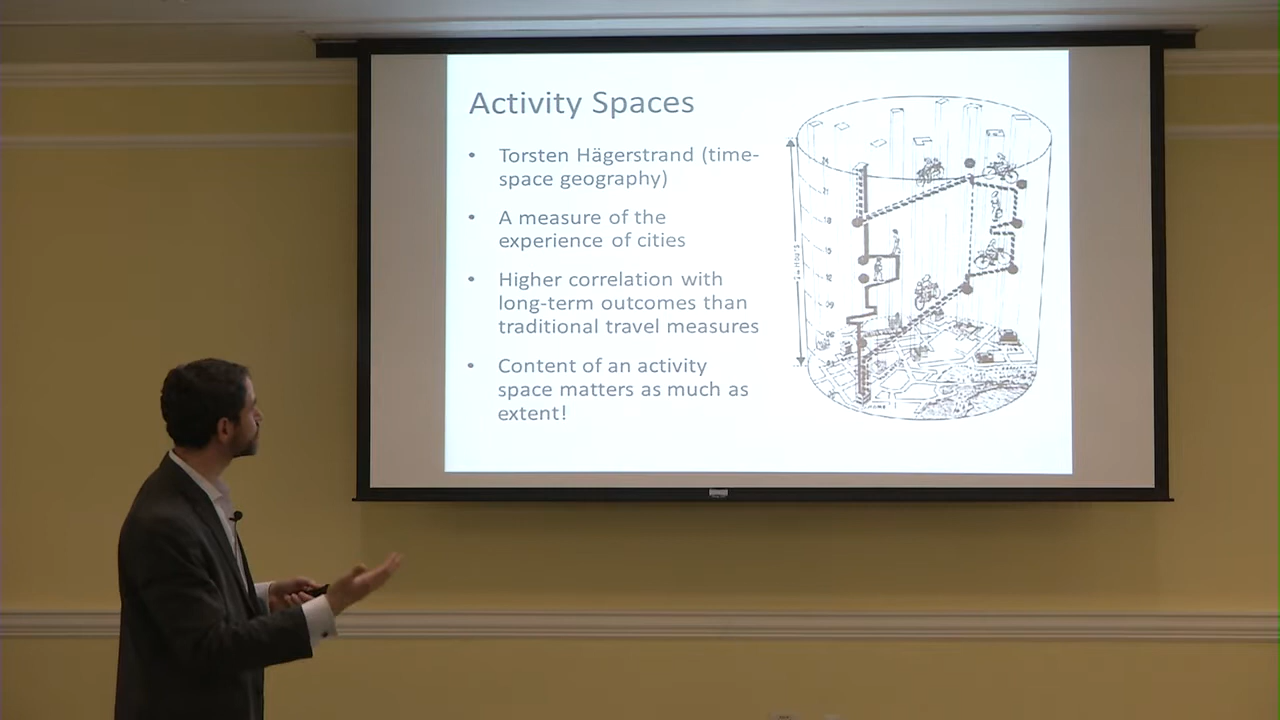 Activity Spaces
• Torsten Hägerstrand (time-
space geography)
• A measure of the
experience of cities
• Higher correlation with
long-term outcomes than
traditional travel measures
• Content of an activity
space matters as much as
extent!